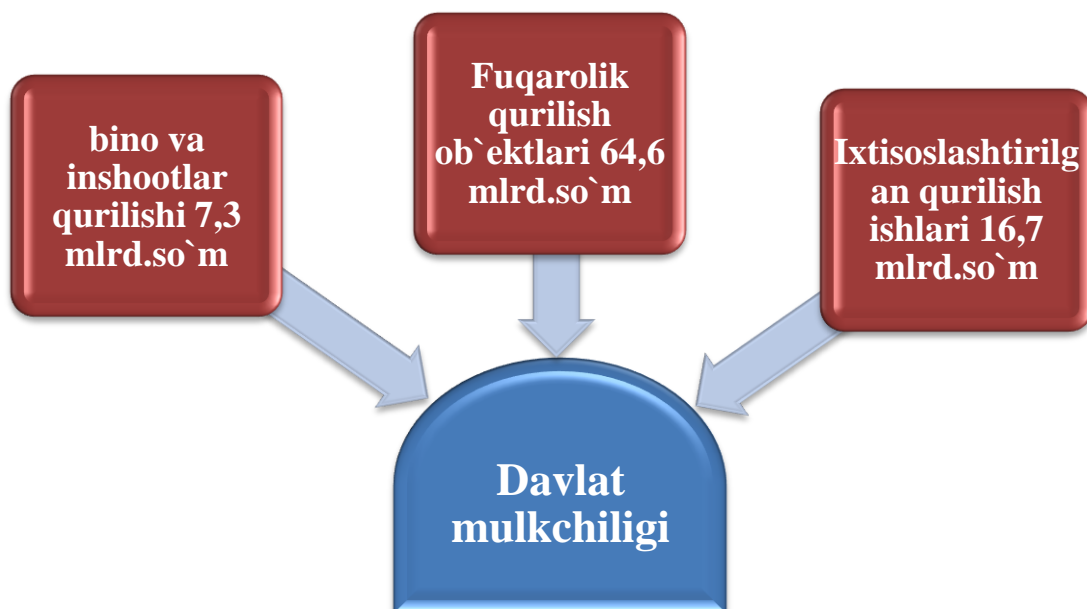 bino va
inshootlar
qurilishi 7,3
mlrd.so`m
Fuqarolik
qurilish
ob`ektlari 64,6
mlrd.so`m
Ixtisoslashtirilg
an qurilish
ishlari 16,7
mlrd.so`m
Davlat
mulkchiligi